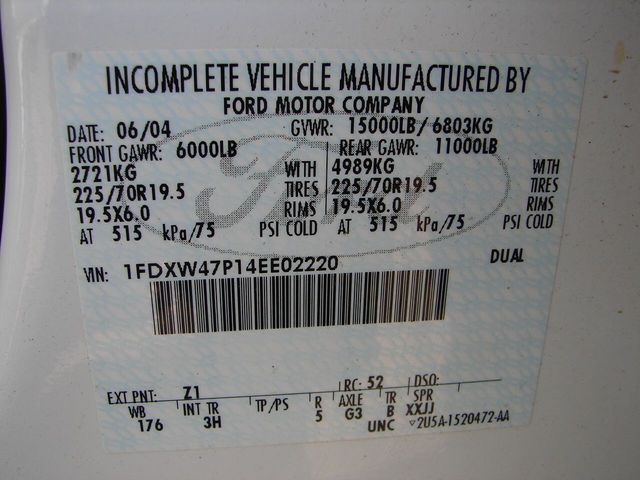 INCOMPLETE VEHICLE MANUFACTURED BY
FORD MOTOR COMPANY
DATE: 06/04 GVWR: 15000LB/ 6803KG
FRONT GAWR: 6000LB REAR GAWR: 11000LB
2721KG WITH 4989KG WITH
225/70R19.5 TIRES 225/70R19.5 TIRES
19.5X6.0 RIMS 19.5X6.0 RIMS
AT 515 kPa/75 PSI COLD AT 515 kPa/75 PSI COLD
VIN: 1FDXW47P14EE02220 DUAL
EXT PNT: Z1 RC: 52 DSO:
WB INT TR TP/PS R AXLE TR SPR
176 3H 5 G3 B XXJJ
UNC ▽2U5A-1520472-AA
Ford